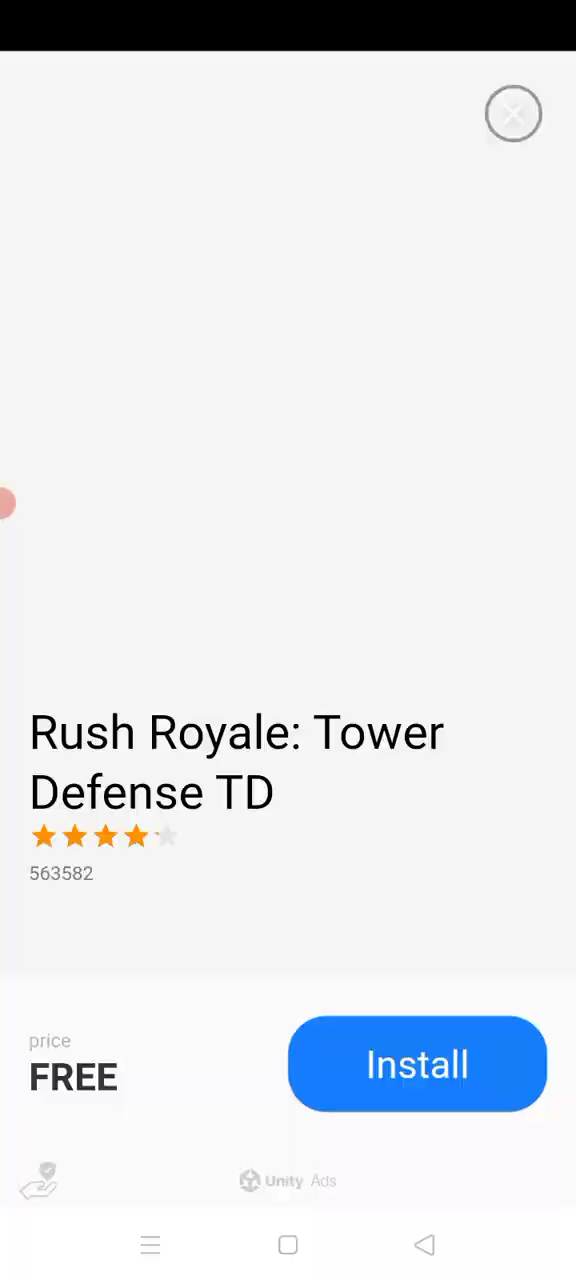 Rush Royale: Tower
Defense TD
563582
price
FREE
Install
Unity Ads